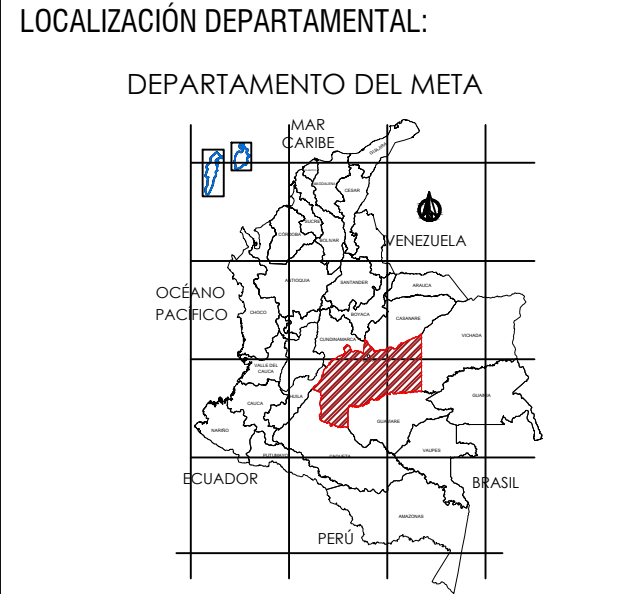 LOCALIZACIÓN DEPARTAMENTAL:
DEPARTAMENTO DEL META
MAR
CARIBE
GUAJIRA
MAGDALENA
CESAR
SUCRE
CORDOBA
BOLIVAR
VENEZUELA
ANTIOQUIA
SANTANDER
ARAUCA
OCÉANO
PACÍFICO
CHOCO
BOYACA
CASANARE
CUNDINAMARCA
VICHADA
VALLE DEL
CAUCA
CAUCA
HUILA
GUAINIA
NARIÑO
GUAVIARE
VAUPES
PUTUMAYO
CAQUETA
ECUADOR
BRASIL
AMAZONAS
PERÚ